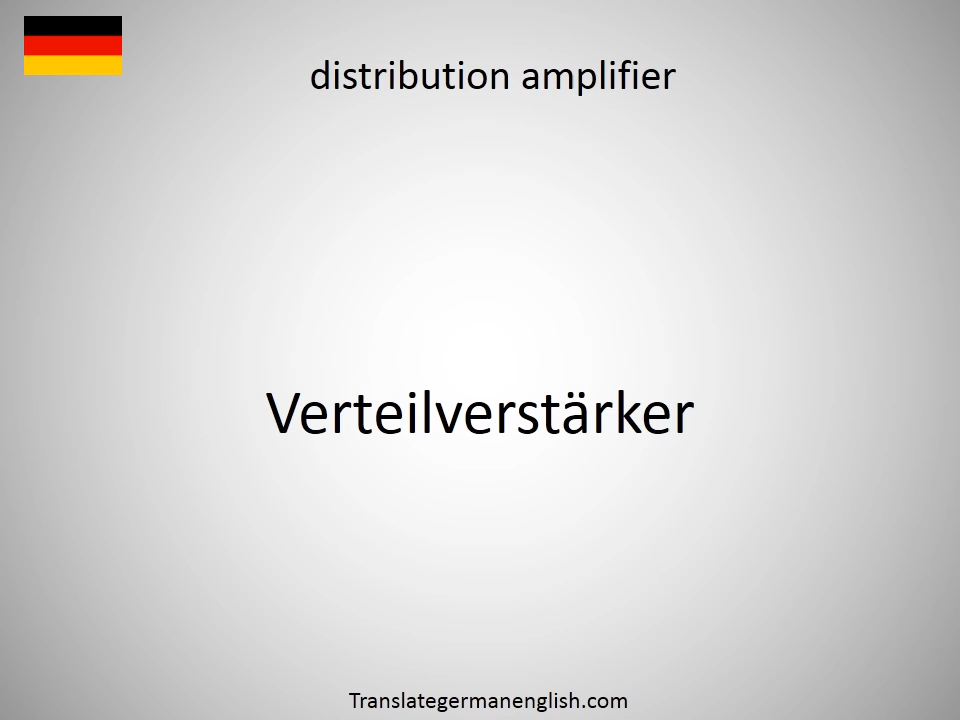 distribution amplifier
Verteilverstärker
Translategermanenglish.com